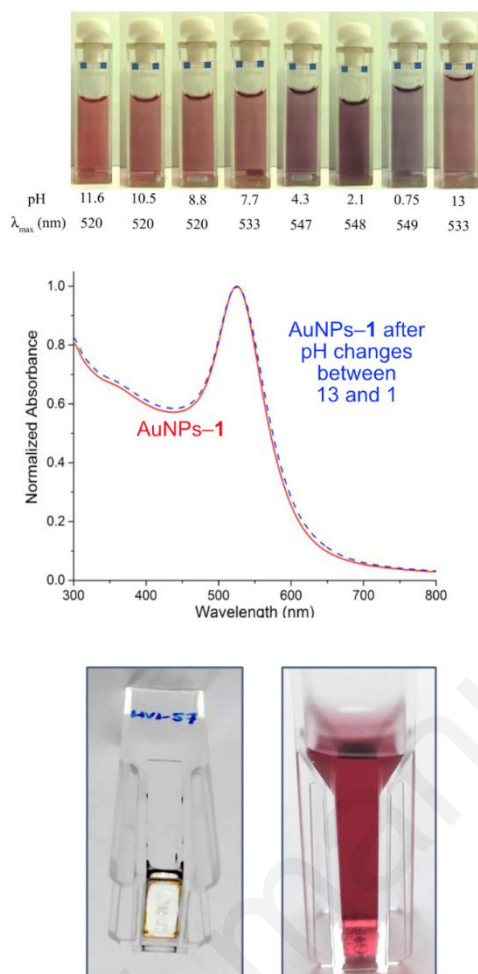 pH 11.6 10.5 8.8 7.7 4.3 2.1 0.75 13
λmax (nm) 520 520 520 533 547 548 549 533
Normalized Absorbance
1.0
0.8
0.6
0.4
0.2
0.0
AuNPs–1 after
pH changes
between
13 and 1
AuNPs–1
300 400 500 600 700 800
Wavelength (nm)